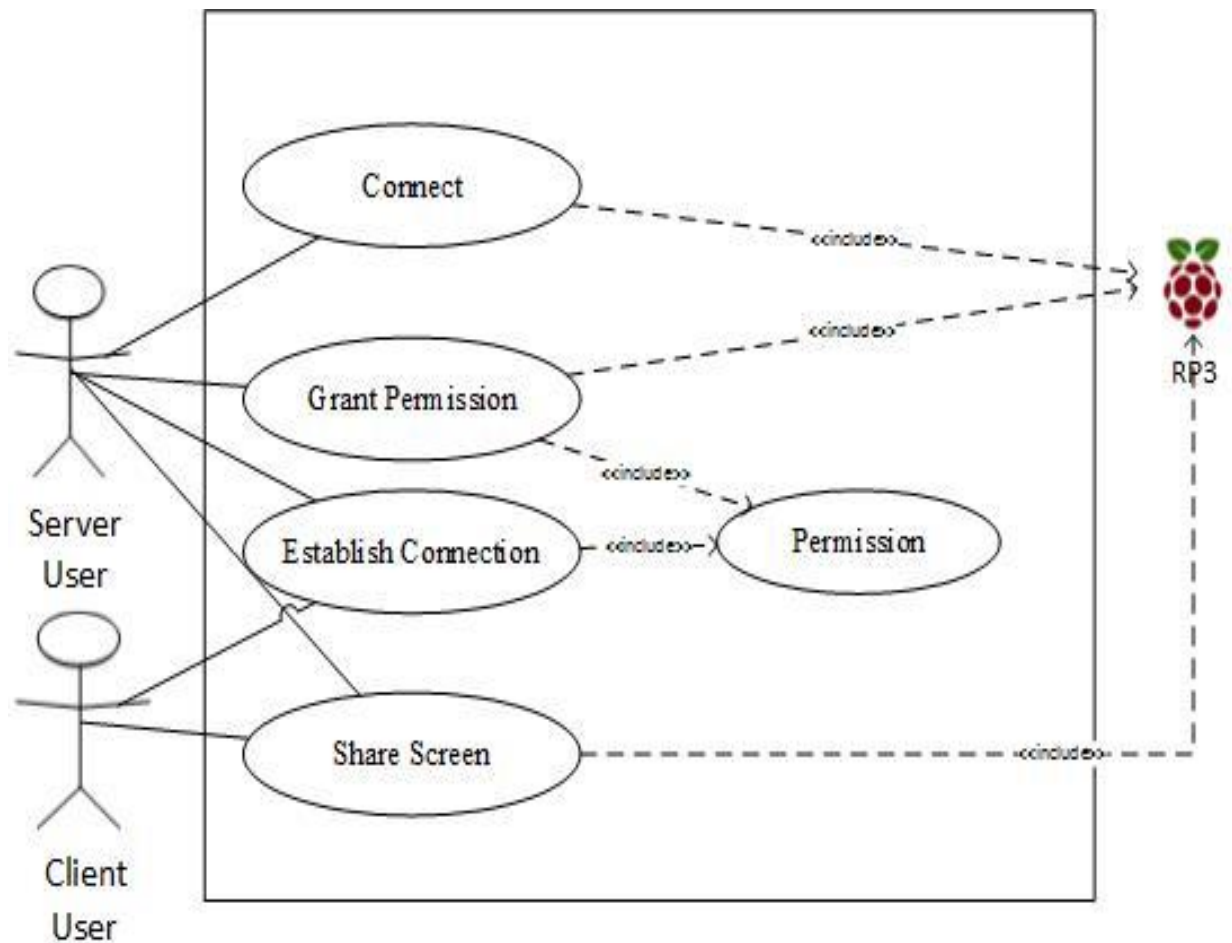 Connect
<<include>>
RP3
<<include>>
Grant Permission
<<include>>
Server
User
Establish Connection
<<include>>
Permission
Share Screen
<<include>>
Client
User